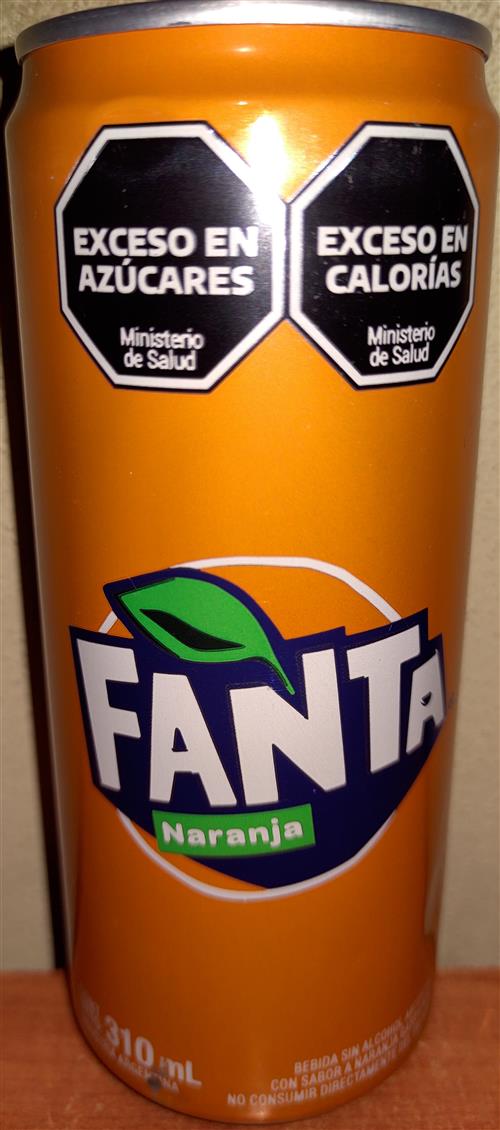 EXCESO EN
AZÚCARES
Ministerio
de Salud
EXCESO EN
CALORÍAS
Ministerio
de Salud
FANTA
Naranja
310 mL
ARGENTINA
BEBIDA SIN ALCOHOL
CON SABOR A NARANJA
NO CONSUMIR DIRECTAMENTE